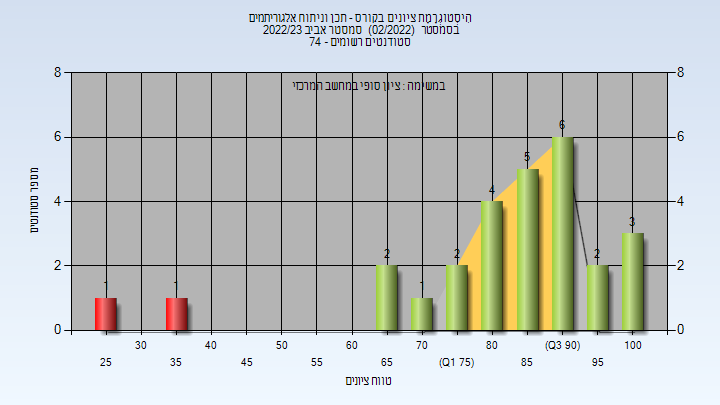 היסטוגרמת ציונים בקורס - תכן וניתוח אלגוריתמים
בסמסטר (02/2022) סמסטר אביב 2022/23
סטודנטים רשומים - 74
במשימה : ציון סופי במחשב המרכזי
מספר סטודנטים
8 8
6 6
4 4
2 2
0 0
1 1 2 1 2 4 5 6 2 3
30 40 50 60 70 80 (Q3 90) 100
25 35 45 55 65 (Q1 75) 85 95
טווח ציונים